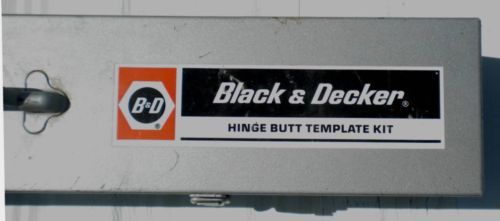 B&D®
Black & Decker®
HINGE BUTT TEMPLATE KIT